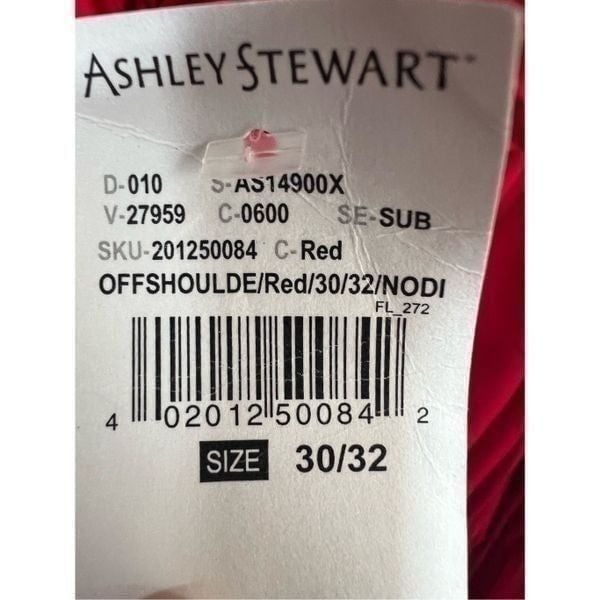 ASHLEY STEWART
D-010 S-AS14900X
V-27959 C-0600 SE-SUB
SKU-201250084 C-Red
OFFSHOULDE/Red/30/32/NODI
FL_272
4 02012 50084 2
SIZE 30/32